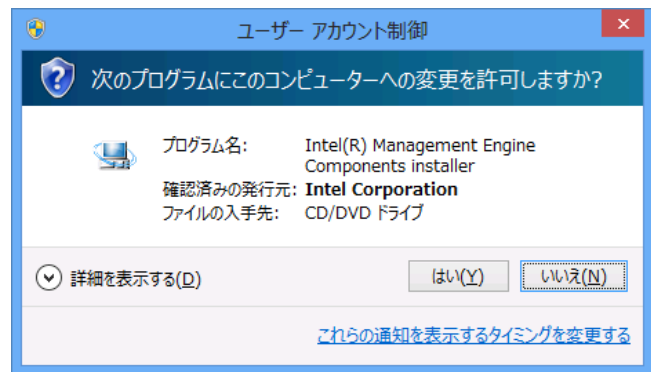 ユーザー アカウント制御
次のプログラムにこのコンピューターへの変更を許可しますか?
プログラム名: Intel(R) Management Engine
Components installer
確認済みの発行元: Intel Corporation
ファイルの入手先: CD/DVD ドライブ
詳細を表示する(D) はい(Y) いいえ(N)
これらの通知を表示するタイミングを変更する